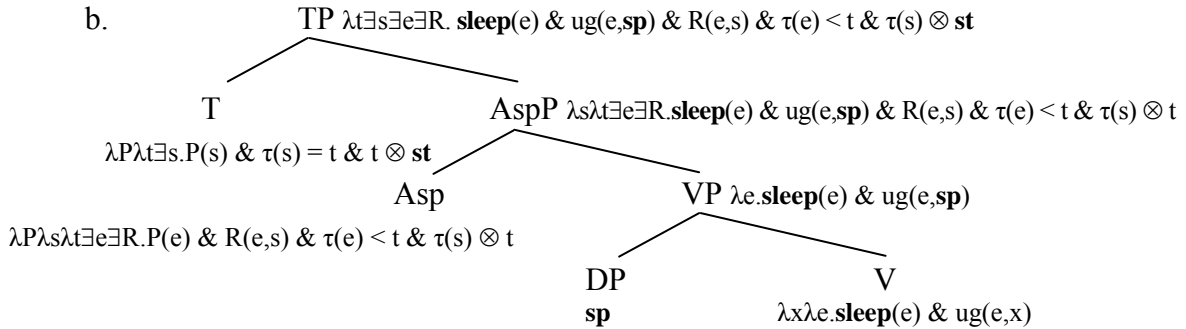 b. TP λt∃s∃e∃R. sleep(e) & ug(e,sp) & R(e,s) & τ(e) < t & τ(s) ⊗ st
T AspP λsλt∃e∃R.sleep(e) & ug(e,sp) & R(e,s) & τ(e) < t & τ(s) ⊗ t
λPλt∃s.P(s) & τ(s) = t & t ⊗ st
Asp VP λe.sleep(e) & ug(e,sp)
λPλsλt∃e∃R.P(e) & R(e,s) & τ(e) < t & τ(s) ⊗ t
DP V
sp λxλe.sleep(e) & ug(e,x)